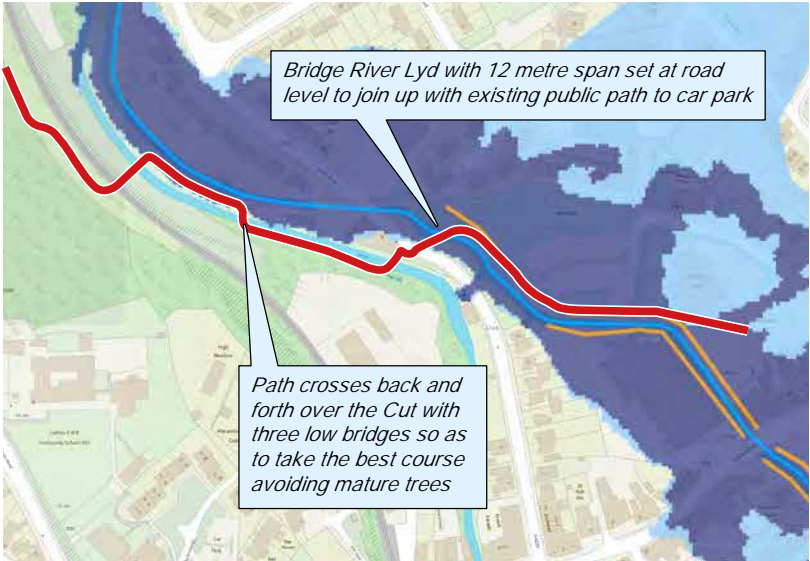 Bridge River Lyd with 12 metre span set at road
level to join up with existing public path to car park
Path crosses back and
forth over the Cut with
three low bridges so as
to take the best course
avoiding mature trees